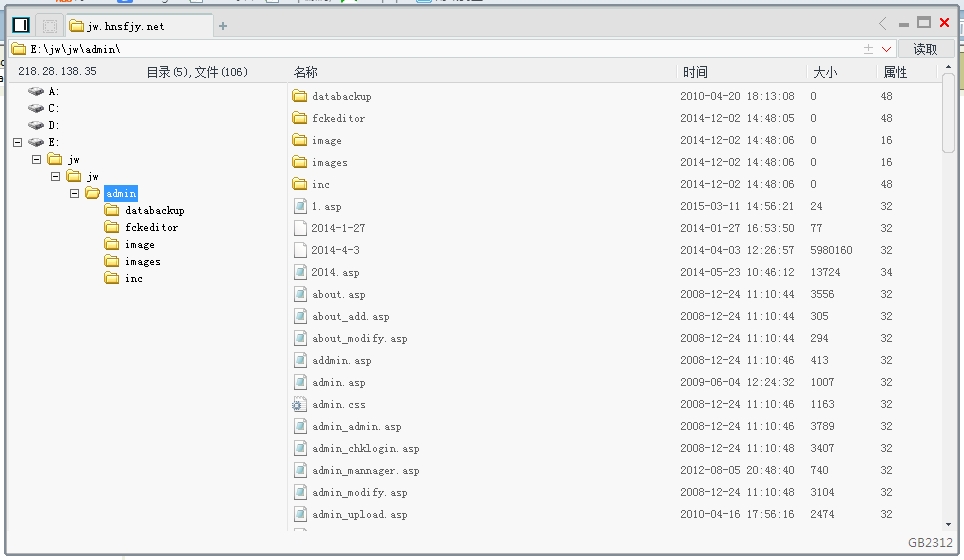 jw.hnsfjy.net
E:\jw\jw\admin\ 读取
218.28.138.35 目录(5),文件(106) 名称 时间 大小 属性
A:
C:
D:
E:
jw
jw
admin
databackup
fckeditor
image
images
inc
databackup 2010-04-20 18:13:08 0 48
fckeditor 2014-12-02 14:48:05 0 48
image 2014-12-02 14:48:06 0 16
images 2014-12-02 14:48:06 0 16
inc 2014-12-02 14:48:06 0 48
1.asp 2015-03-11 14:56:21 24 32
2014-1-27 2014-01-27 16:53:50 77 32
2014-4-3 2014-04-03 12:26:57 5980160 32
2014.asp 2014-05-23 10:46:12 13724 34
about.asp 2008-12-24 11:10:44 3556 32
about_add.asp 2008-12-24 11:10:44 305 32
about_modify.asp 2008-12-24 11:10:44 294 32
addmin.asp 2008-12-24 11:10:46 413 32
admin.asp 2009-06-04 12:24:32 1007 32
admin.css 2008-12-24 11:10:46 1163 32
admin_admin.asp 2008-12-24 11:10:46 3789 32
admin_chklogin.asp 2008-12-24 11:10:48 3407 32
admin_mannager.asp 2012-08-05 20:48:40 740 32
admin_modify.asp 2008-12-24 11:10:48 3104 32
admin_upload.asp 2010-04-16 17:56:16 2474 32
GB2312